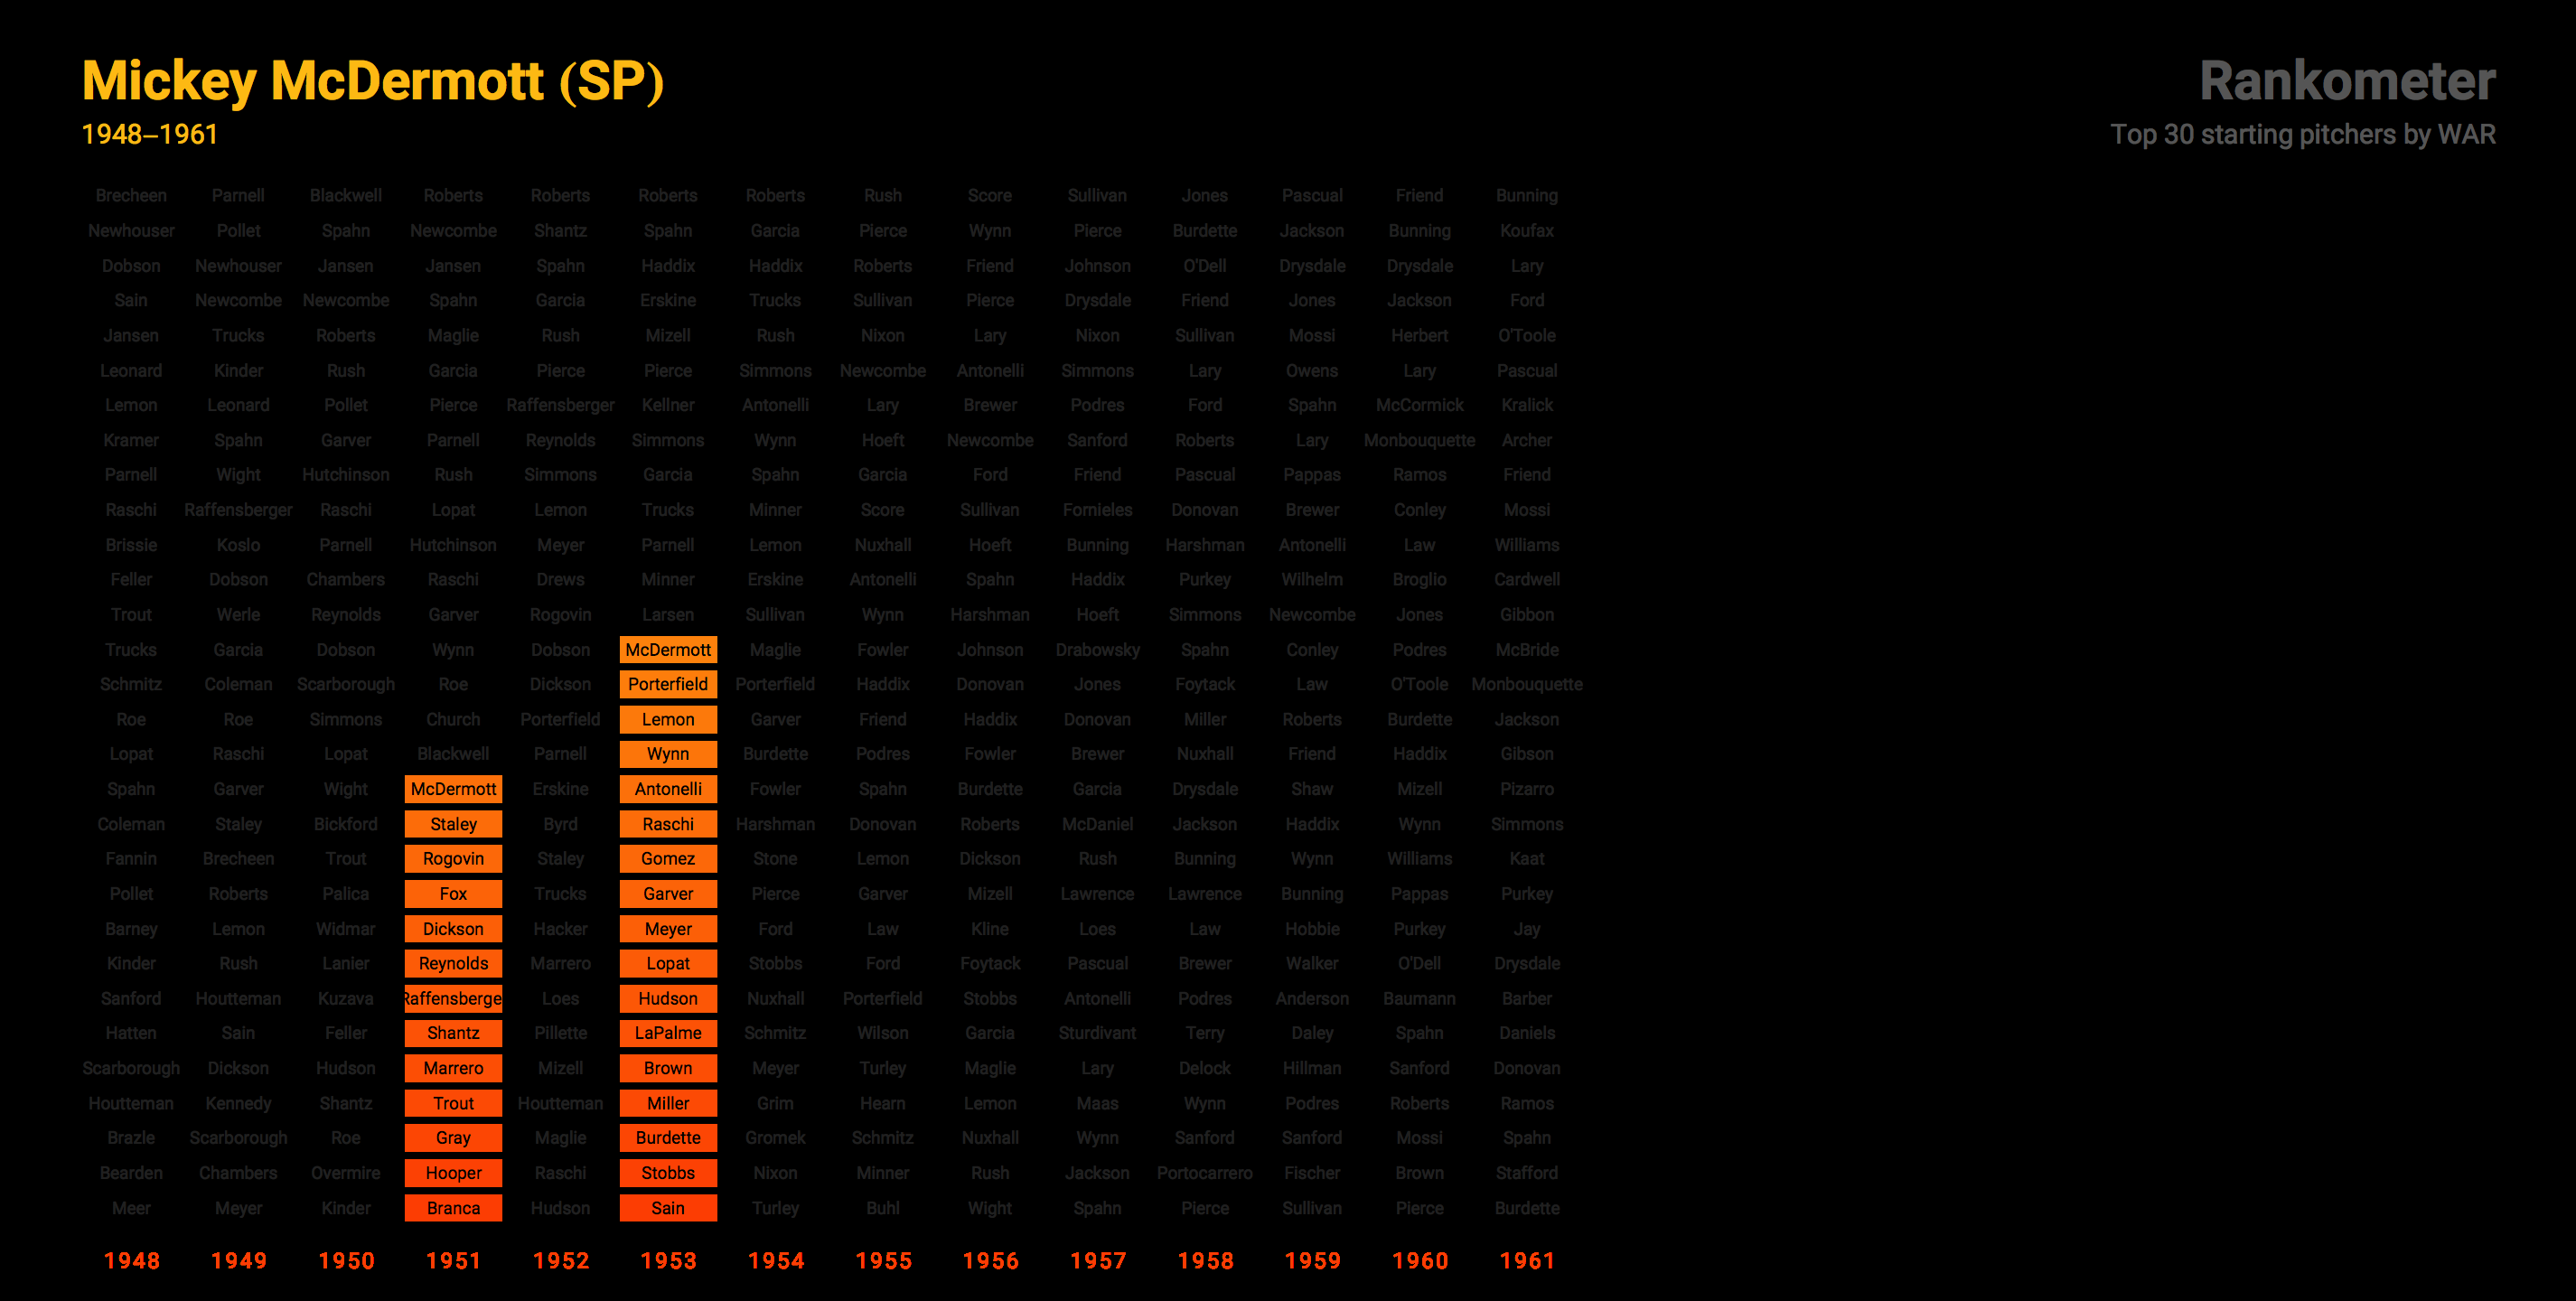 Mickey McDermott (SP)
1948–1961
Rankometer
Top 30 starting pitchers by WAR
Brecheen Parnell Blackwell Roberts Roberts Roberts Roberts Rush Score Sullivan Jones Pascual Friend Bunning
Newhouser Pollet Spahn Newcombe Shantz Spahn Garcia Pierce Wynn Pierce Burdette Jackson Bunning Koufax
Dobson Newhouser Jansen Jansen Spahn Haddix Haddix Roberts Friend Johnson O'Dell Drysdale Drysdale Lary
Sain Newcombe Newcombe Spahn Garcia Erskine Trucks Sullivan Pierce Drysdale Friend Jones Jackson Ford
Jansen Trucks Roberts Maglie Rush Mizell Rush Nixon Lary Nixon Sullivan Mossi Herbert O'Toole
Leonard Kinder Rush Garcia Pierce Pierce Simmons Newcombe Antonelli Simmons Lary Owens Lary Pascual
Lemon Leonard Pollet Pierce Raffensberger Kellner Antonelli Lary Brewer Podres Ford Spahn McCormick Kralick
Kramer Spahn Garver Parnell Reynolds Simmons Wynn Hoeft Newcombe Sanford Roberts Lary Monbouquette Archer
Parnell Wight Hutchinson Rush Simmons Garcia Spahn Garcia Ford Friend Pascual Pappas Ramos Friend
Raschi Raffensberger Raschi Lopat Lemon Trucks Minner Score Sullivan Fornieles Donovan Brewer Conley Mossi
Brissie Koslo Parnell Hutchinson Meyer Parnell Lemon Nuxhall Hoeft Bunning Harshman Antonelli Law Williams
Feller Dobson Chambers Raschi Drews Minner Erskine Antonelli Spahn Haddix Purkey Wilhelm Broglio Cardwell
Trout Werle Reynolds Garver Rogovin Larsen Sullivan Wynn Harshman Hoeft Simmons Newcombe Jones Gibbon
Trucks Garcia Dobson Wynn Dobson McDermott Maglie Fowler Johnson Drabowsky Spahn Conley Podres McBride
Schmitz Coleman Scarborough Roe Dickson Porterfield Porterfield Haddix Donovan Jones Foytack Law O'Toole Monbouquette
Roe Roe Simmons Church Porterfield Lemon Garver Friend Haddix Donovan Miller Roberts Burdette Jackson
Lopat Raschi Lopat Blackwell Parnell Wynn Burdette Podres Fowler Brewer Nuxhall Friend Haddix Gibson
Spahn Garver Wight McDermott Erskine Antonelli Fowler Spahn Burdette Garcia Drysdale Shaw Mizell Pizarro
Coleman Staley Bickford Staley Byrd Raschi Harshman Donovan Roberts McDaniel Jackson Haddix Wynn Simmons
Fannin Brecheen Trout Rogovin Staley Gomez Stone Lemon Dickson Rush Bunning Wynn Williams Kaat
Pollet Roberts Palica Fox Trucks Garver Pierce Garver Mizell Lawrence Lawrence Bunning Pappas Purkey
Barney Lemon Widmar Dickson Hacker Meyer Ford Law Kline Loes Law Hobbie Purkey Jay
Kinder Rush Lanier Reynolds Marrero Lopat Stobbs Ford Foytack Pascual Brewer Walker O'Dell Drysdale
Sanford Houtteman Kuzava Raffensberge Loes Hudson Nuxhall Porterfield Stobbs Antonelli Podres Anderson Baumann Barber
Hatten Sain Feller Shantz Pillette LaPalme Schmitz Wilson Garcia Sturdivant Terry Daley Spahn Daniels
Scarborough Dickson Hudson Marrero Mizell Brown Meyer Turley Maglie Lary Delock Hillman Sanford Donovan
Houtteman Kennedy Shantz Trout Houtteman Miller Grim Hearn Lemon Maas Wynn Podres Roberts Ramos
Brazle Scarborough Roe Gray Maglie Burdette Gromek Schmitz Nuxhall Wynn Sanford Sanford Mossi Spahn
Bearden Chambers Overmire Hooper Raschi Stobbs Nixon Minner Rush Jackson Portocarrero Fischer Brown Stafford
Meer Meyer Kinder Branca Hudson Sain Turley Buhl Wight Spahn Pierce Sullivan Pierce Burdette
1948 1949 1950 1951 1952 1953 1954 1955 1956 1957 1958 1959 1960 1961